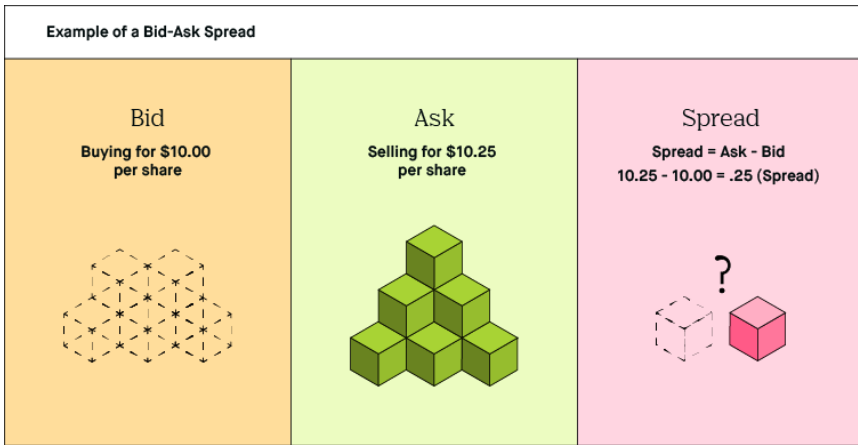 Example of a Bid-Ask Spread
Bid
Buying for $10.00
per share
Ask
Selling for $10.25
per share
Spread
Spread = Ask - Bid
10.25 - 10.00 = .25 (Spread)
?